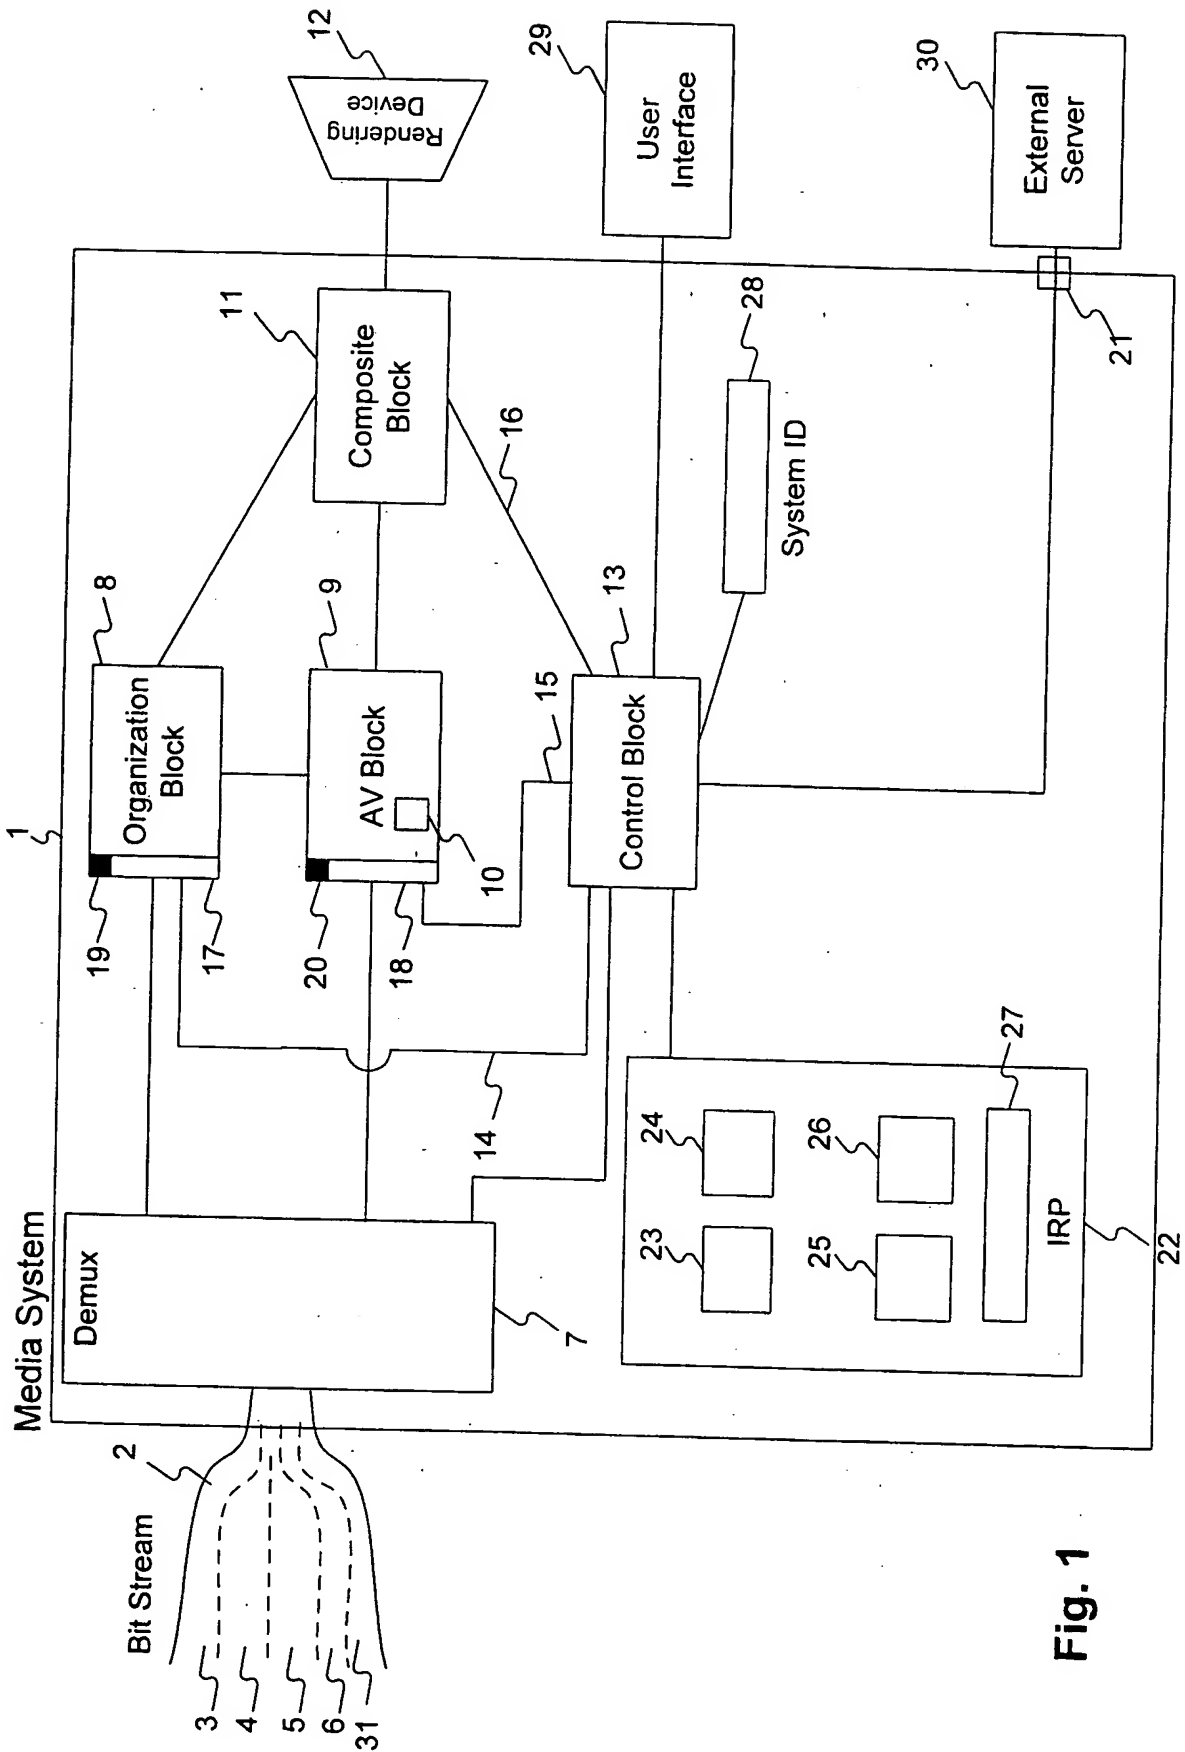 Media System
1
Bit Stream
2
3
4
5
6
31
Demux
7
19
17
Organization
Block
8
20
18
AV Block
9
10
14
15
Control Block
13
16
11
Composite
Block
Rendering
Device
12
User
Interface
29
External
Server
30
21
28
System ID
23
24
25
26
27
IRP
22
Fig. 1